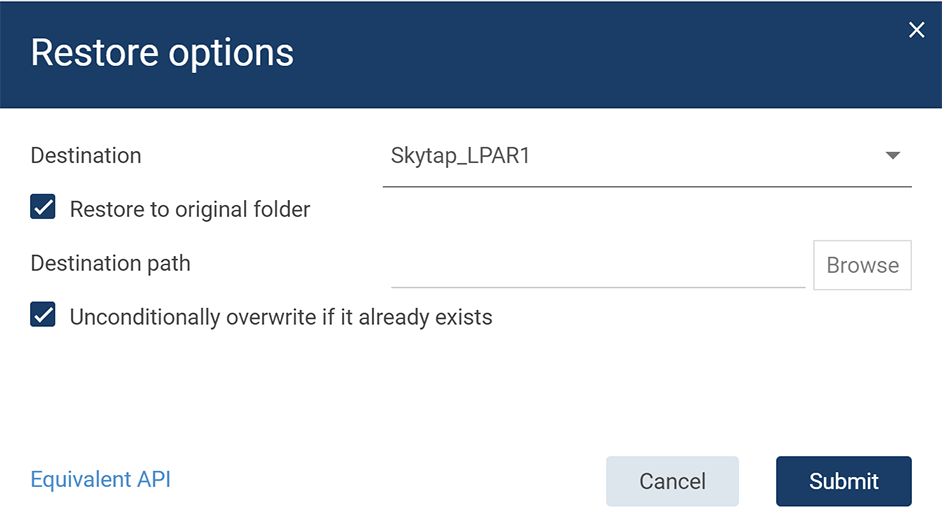 Restore options
Destination
Skytap_LPAR1
Restore to original folder
Destination path
Browse
Unconditionally overwrite if it already exists
Equivalent API
Cancel
Submit